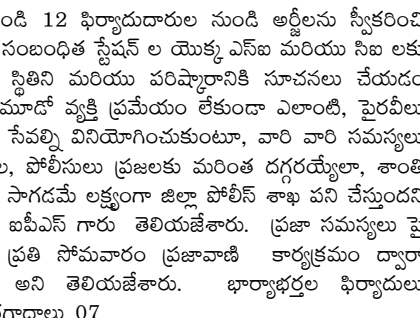 ండి 12 ఫిర్యాదుదారుల నుండి అర్జీలను స్వీకరించి
సంబంధిత స్టేషన్ ల యొక్క ఎస్ఐ మరియు సిఐ లకు
స్థితిని మరియు పరిష్కారానికి సూచనలు చేయడం
మూడో వ్యక్తి ప్రమేయం లేకుండా ఎలాంటి, పైరవీలు
సేవల్ని వినియోగించుకుంటూ, వారి వారి సమస్యలు
ల, పోలీసులు ప్రజలకు మరింత దగ్గరయ్యేలా, శాంతి
సాగడమే లక్ష్యంగా జిల్లా పోలీస్ శాఖ పని చేస్తుందని
ఐపీఎస్ గారు తెలియజేశారు. ప్రజా సమస్యలు పై
ప్రతి సోమవారం ప్రజావాణి కార్యక్రమం ద్వారా
అని తెలియజేశారు. భార్యాభర్తల ఫిర్యాదులు
గాదాలు 07